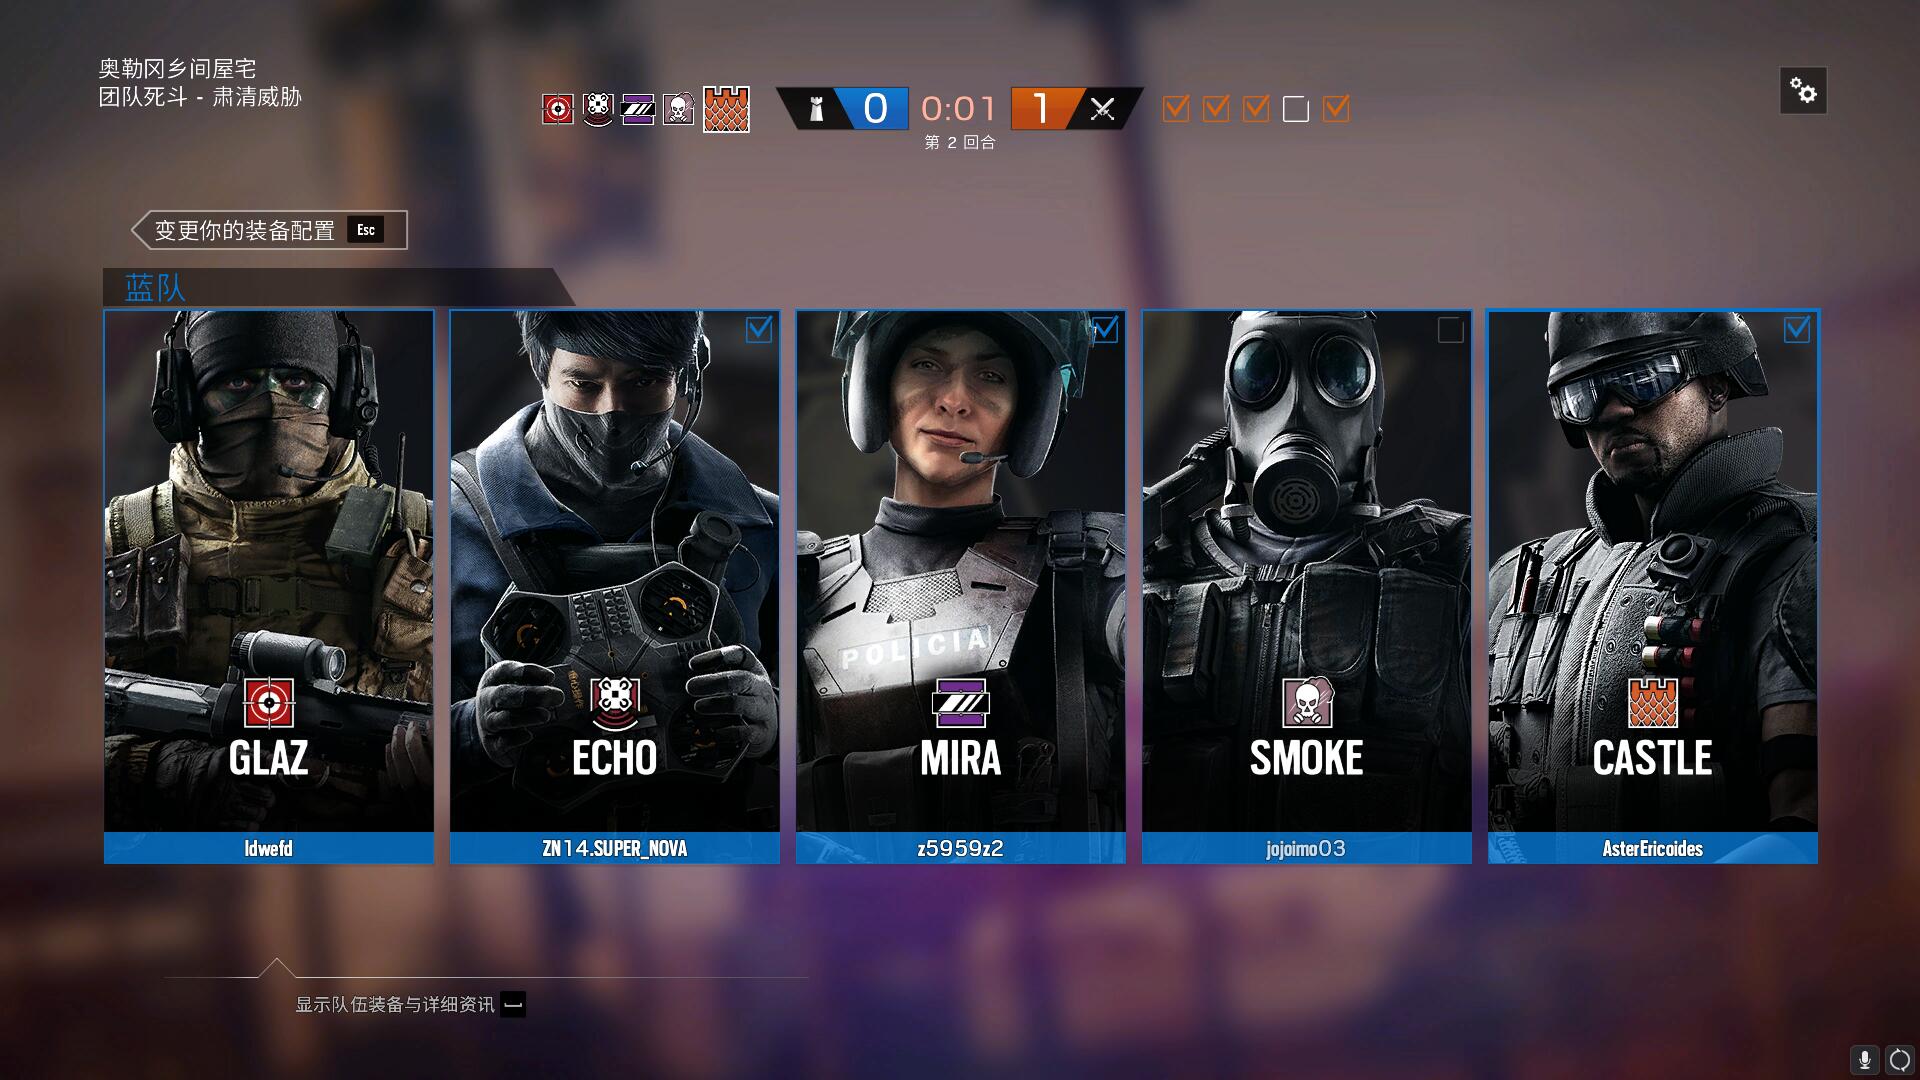 奥勒冈乡间屋宅
团队死斗 - 肃清威胁
0 0:01 1
第 2 回合
变更你的装备配置 Esc
蓝队
POLICIA
GLAZ ECHO MIRA SMOKE CASTLE
ldwefd ZN14.SUPER_NOVA z5959z2 jojoimo03 AsterEricoides
显示队伍装备与详细资讯